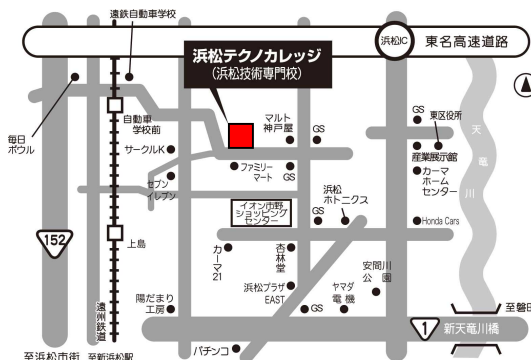 遠鉄自動車学校
浜松IC
東名高速道路
浜松テクノカレッジ
(浜松技術専門校)
毎日
ボウル
自動車
学校前
サークルK
マルト
神戸屋
GS
GS
東区役所
産業展示館
カーマ
ホーム
センター
天竜川
ファミリー
マート
GS
セブン
イレブン
イオン市野
ショッピング
センター
浜松
ホトニクス
GS
Honda Cars
152
上島
カーマ
21
杏林堂
安間川
公園
浜松プラザ
EAST
ヤマダ
電機
GS
陽だまり
工房
遠州鉄道
至磐田
1
新天竜川橋
パチンコ
至浜松市街
至新浜松駅